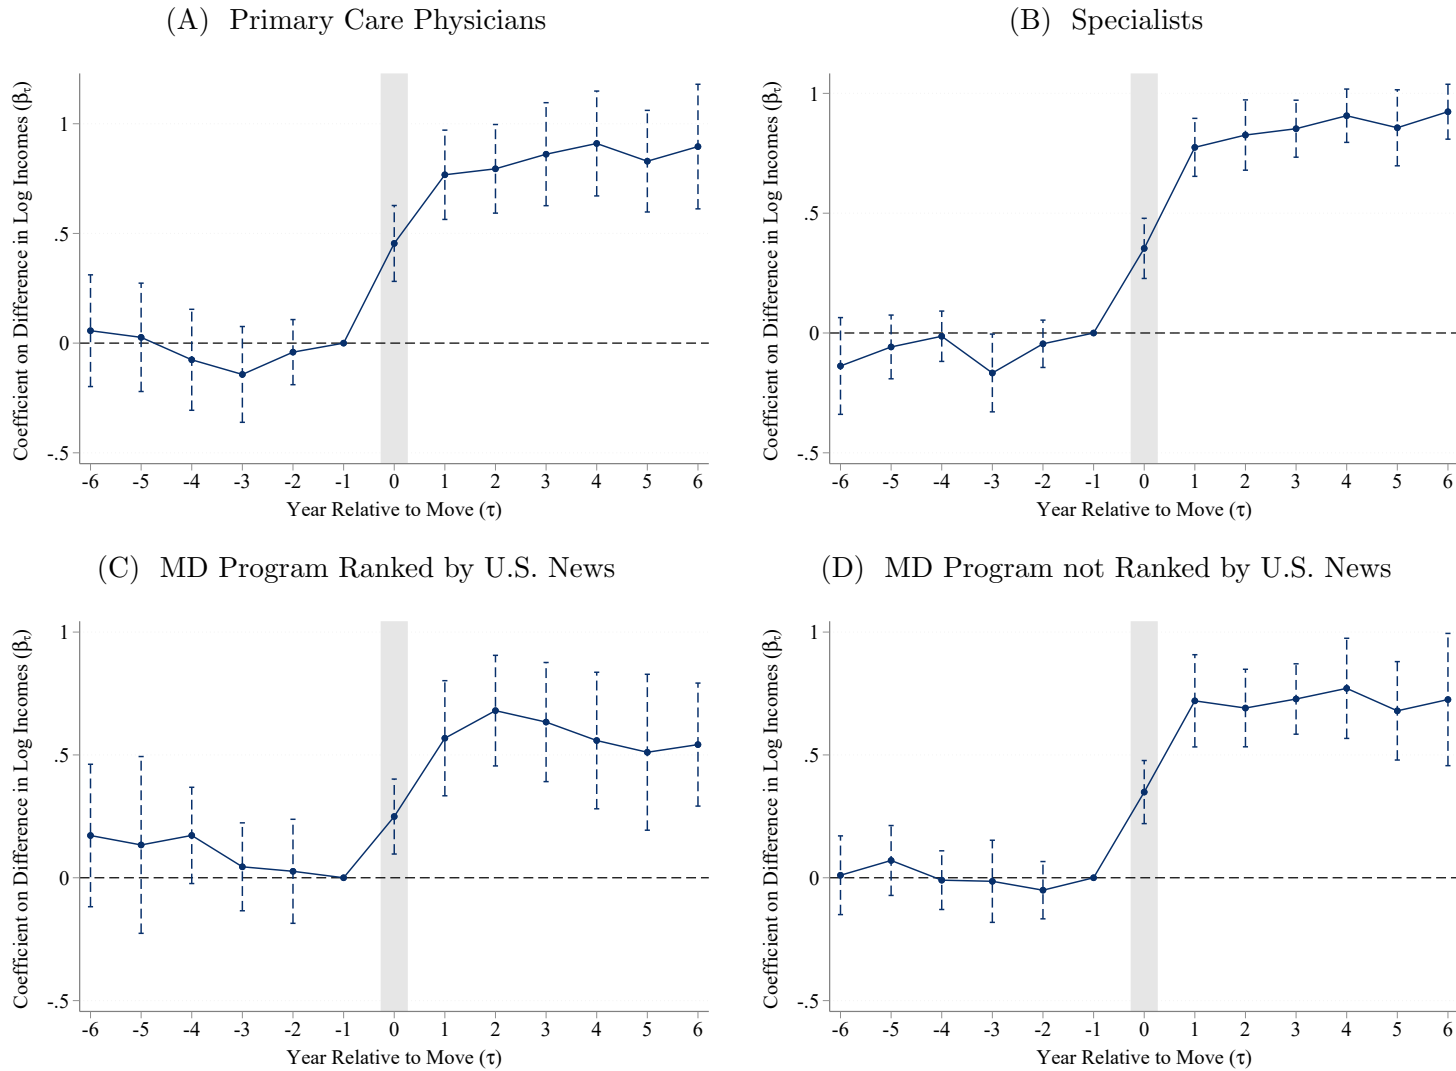 (A) Primary Care Physicians
Coefficient on Difference in Log Incomes (βτ)
1
.5
0
-.5
-6 -5 -4 -3 -2 -1 0 1 2 3 4 5 6
Year Relative to Move (τ)
(B) Specialists
Coefficient on Difference in Log Incomes (βτ)
1
.5
0
-.5
-6 -5 -4 -3 -2 -1 0 1 2 3 4 5 6
Year Relative to Move (τ)
(C) MD Program Ranked by U.S. News
Coefficient on Difference in Log Incomes (βτ)
1
.5
0
-.5
-6 -5 -4 -3 -2 -1 0 1 2 3 4 5 6
Year Relative to Move (τ)
(D) MD Program not Ranked by U.S. News
Coefficient on Difference in Log Incomes (βτ)
1
.5
0
-.5
-6 -5 -4 -3 -2 -1 0 1 2 3 4 5 6
Year Relative to Move (τ)